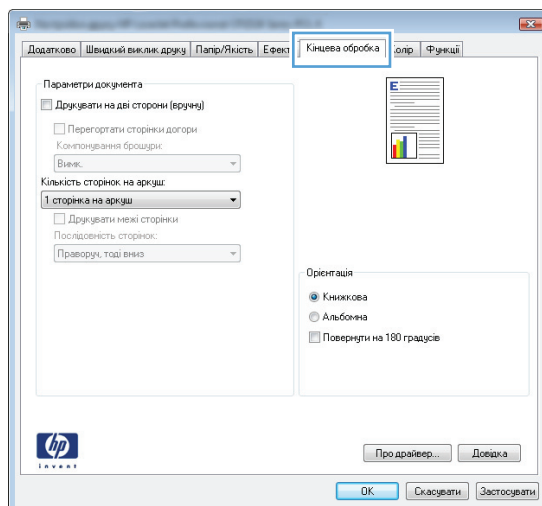 Додатково Швидкий виклик друку Папір/Якість Ефект Кінцева обробка Колір Функції
Параметри документа
Друкувати на дві сторони (вручну)
Перегортати сторінки догори
Компонування брошури:
Вимк.
Кількість сторінок на аркуш:
1 сторінка на аркуш
Друкувати межі сторінки
Послідовність сторінок:
Праворуч, тоді вниз
Орієнтація
Книжкова
Альбомна
Повернути на 180 градусів
E
hp
invent
Про драйвер... Довідка
OK Скасувати Застосувати